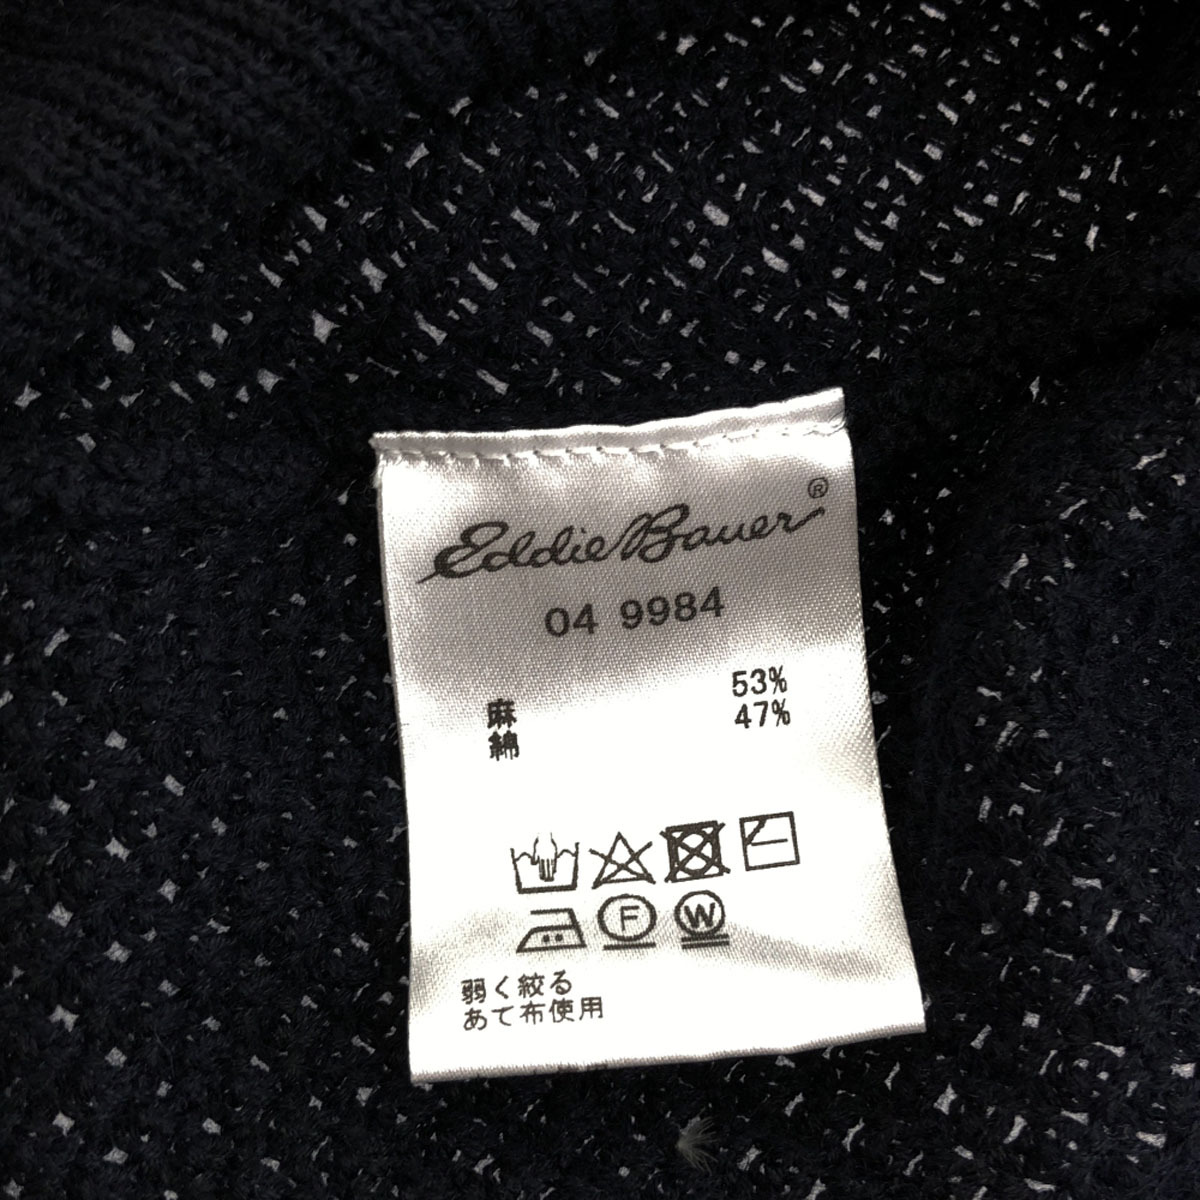 Eddie Bauer®
04 9984
麻 53%
綿 47%
F W
弱く絞る
あて布使用